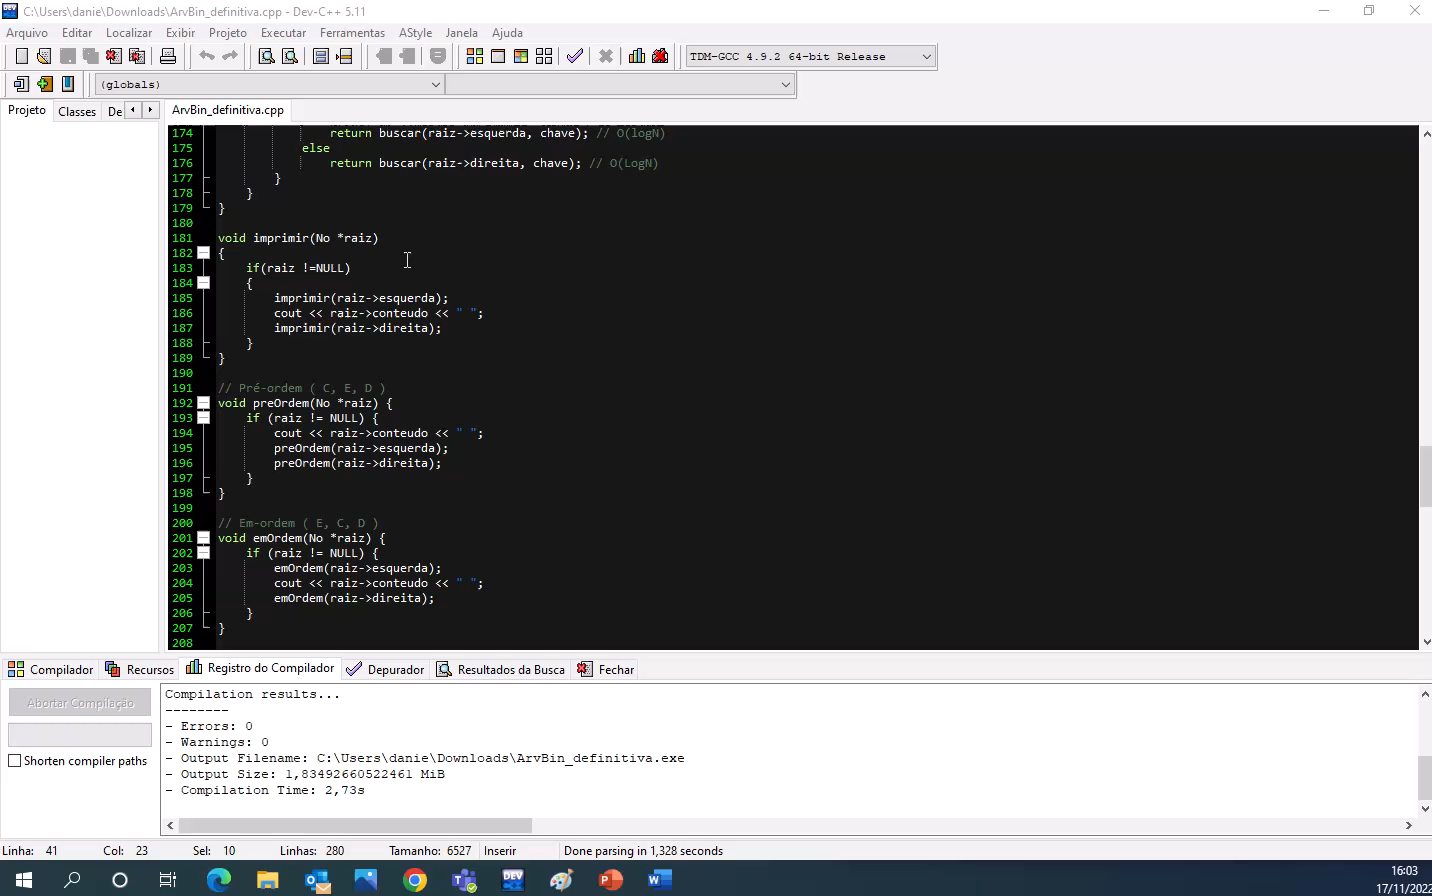 C:\Users\danie\Downloads\ArvBin_definitiva.cpp - Dev-C++ 5.11
Arquivo Editar Localizar Exibir Projeto Executar Ferramentas AStyle Janela Ajuda
TDM-GCC 4.9.2 64-bit Release
(globals)
Projeto Classes De ArvBin_definitiva.cpp
174 return buscar(raiz->esquerda, chave); // O(logN)
175 else
176 return buscar(raiz->direita, chave); // O(LogN)
177 }
178 }
179 }
180
181 void imprimir(No *raiz)
182 {
183 if(raiz !=NULL)
184 {
185 imprimir(raiz->esquerda);
186 cout << raiz->conteudo << " ";
187 imprimir(raiz->direita);
188 }
189 }
190
191 // Pré-ordem ( C, E, D )
192 void preOrdem(No *raiz) {
193 if (raiz != NULL) {
194 cout << raiz->conteudo << " ";
195 preOrdem(raiz->esquerda);
196 preOrdem(raiz->direita);
197 }
198 }
199
200 // Em-ordem ( E, C, D )
201 void emOrdem(No *raiz) {
202 if (raiz != NULL) {
203 emOrdem(raiz->esquerda);
204 cout << raiz->conteudo << " ";
205 emOrdem(raiz->direita);
206 }
207 }
208
Compilador Recursos Registro do Compilador Depurador Resultados da Busca Fechar
Abortar Compilação
Shorten compiler paths
Compilation results...
--------
- Errors: 0
- Warnings: 0
- Output Filename: C:\Users\danie\Downloads\ArvBin_definitiva.exe
- Output Size: 1,83492660522461 MiB
- Compilation Time: 2,73s
Linha: 41 Col: 23 Sel: 10 Linhas: 280 Tamanho: 6527 Inserir Done parsing in 1,328 seconds
DEV
16:03
17/11/2022